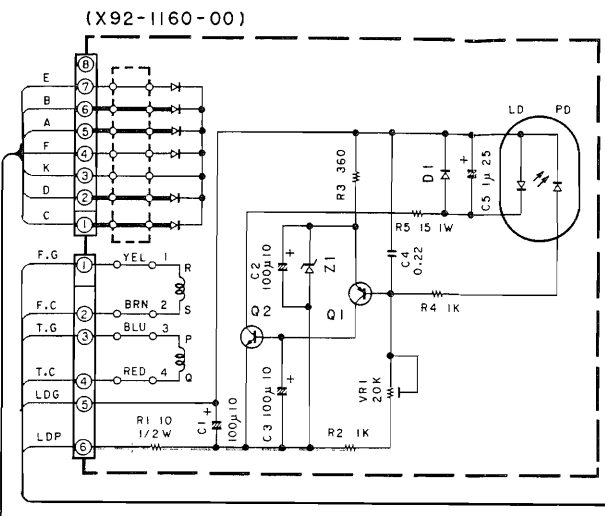 (X92-1160-00)
8
E 7
B 6
A 5
F 4
K 3
D 2
C 1
F.G 1 YEL 1 R
F.C 2 BRN 2 S
T.G 3 BLU 3 P
T.C 4 RED 4 Q
LDG 5
LDP 6
R1 10
1/2W
C1 + 100μ10
Q2
C2 100μ10 +
Z1
C3 100μ10 +
Q1
R3 360
R2 1K
C4 0.22
R5 15 1W
D1
+ C5 1μ 25
LD PD
R4 1K
VR1 20K